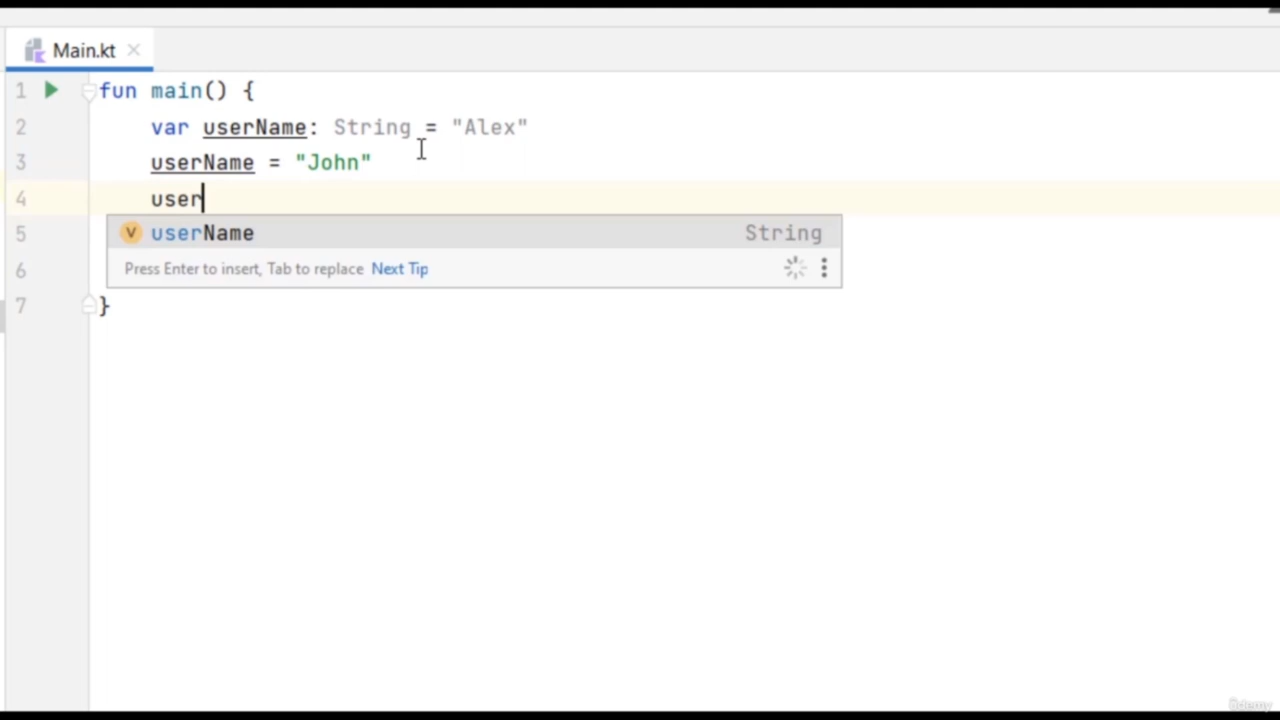 Main.kt
1 fun main() {
2 var userName: String = "Alex"
3 userName = "John"
4 user
5 userName String
6 Press Enter to insert, Tab to replace Next Tip
7 }
ûdemy